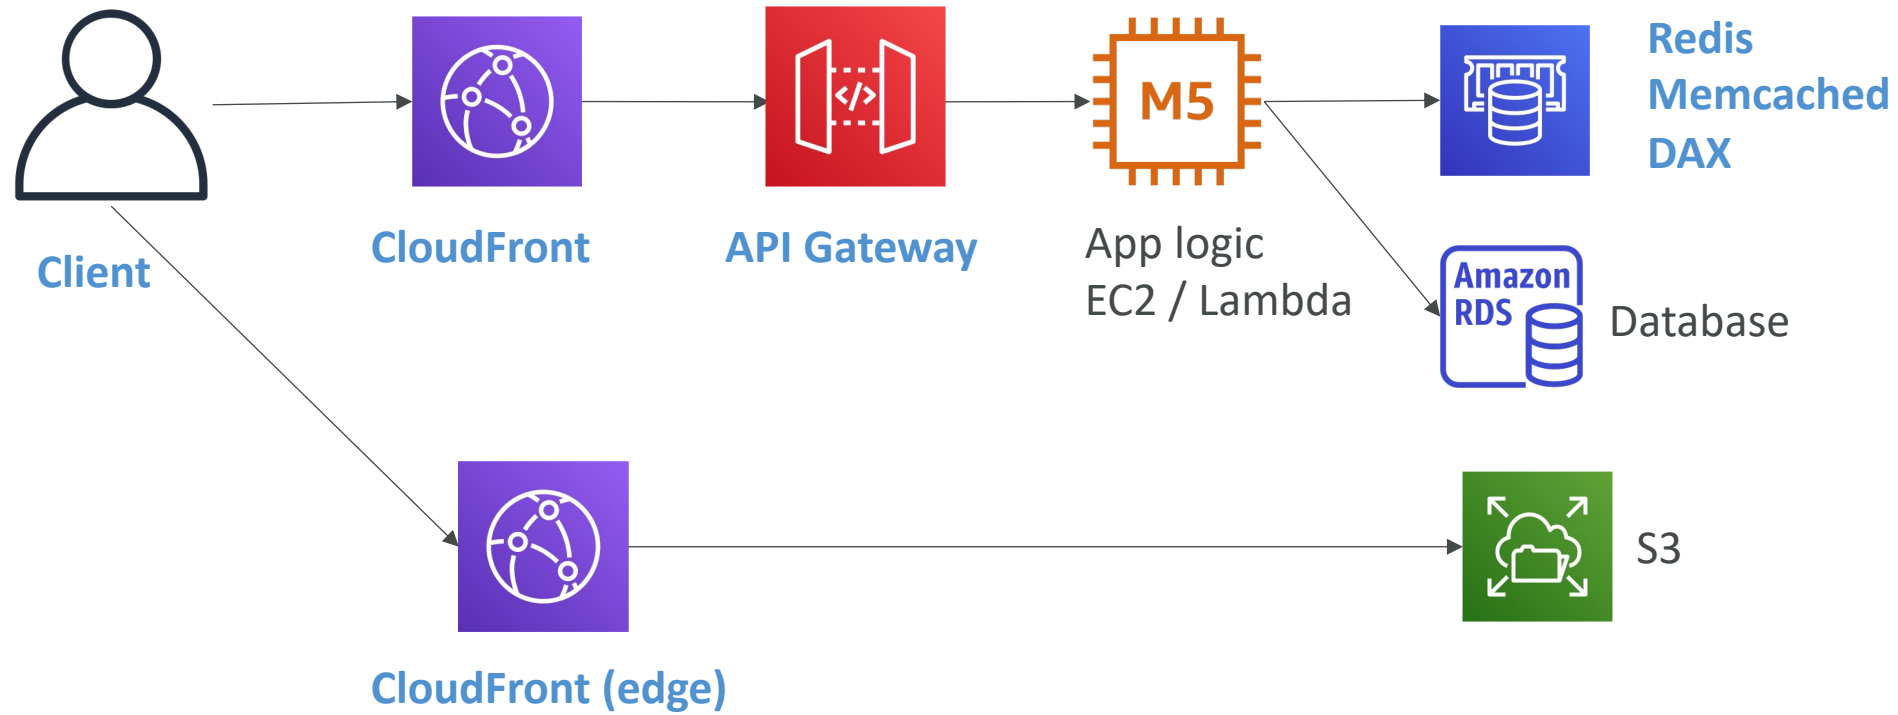 Client
CloudFront
API Gateway
</>
M5
App logic
EC2 / Lambda
Redis
Memcached
DAX
Amazon
RDS
Database
CloudFront (edge)
S3